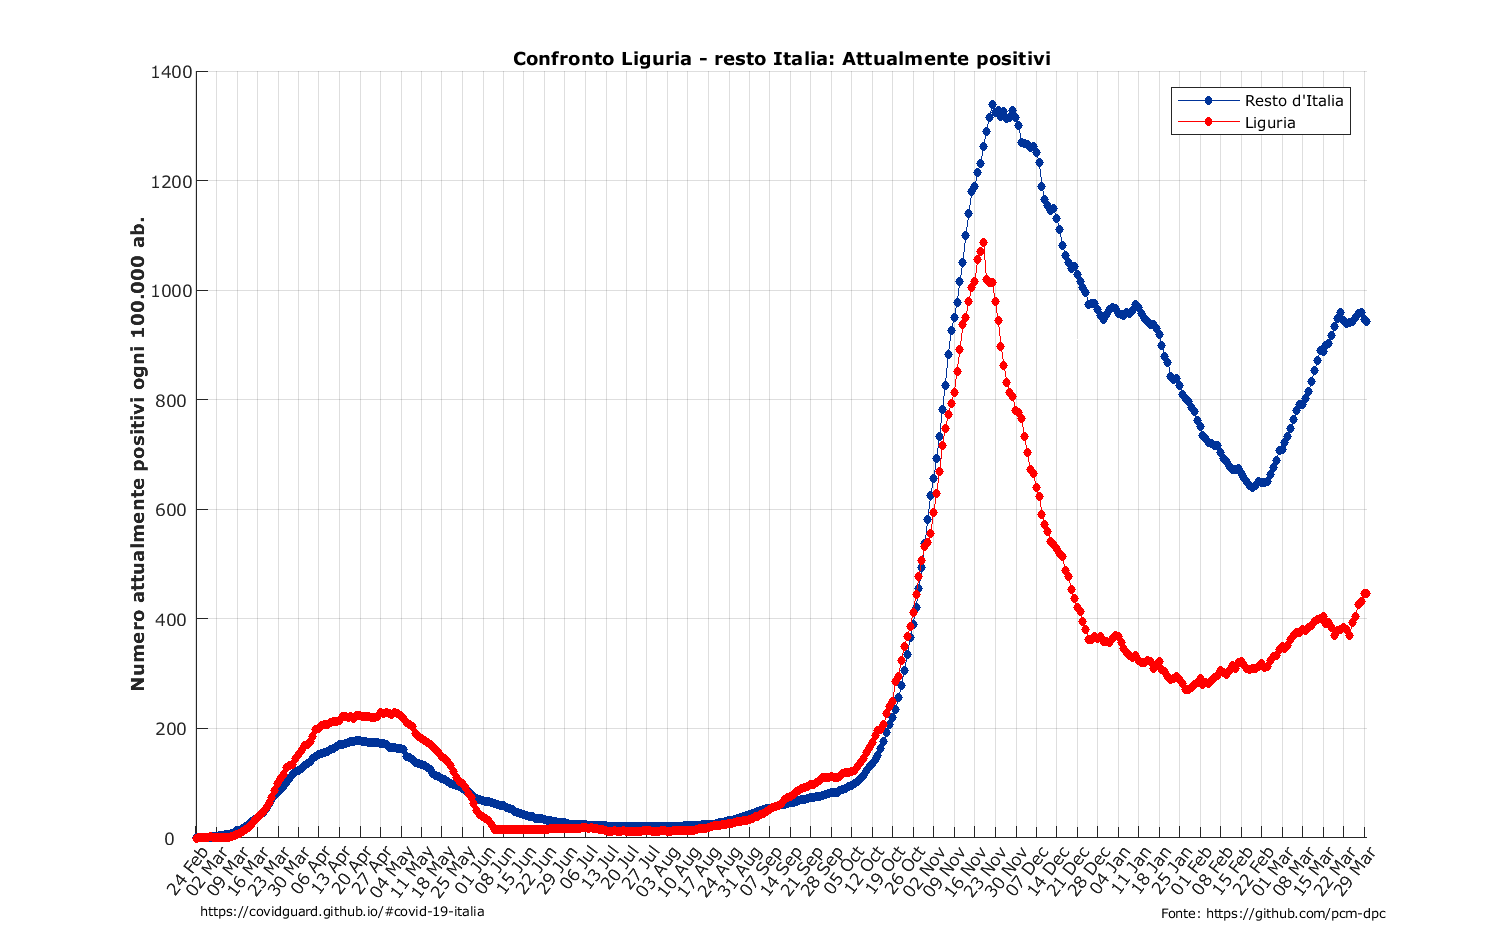 Confronto Liguria - resto Italia: Attualmente positivi
Resto d'Italia
Liguria
Numero attualmente positivi ogni 100.000 ab.
1400
1200
1000
800
600
400
200
0
24 Feb
02 Mar
09 Mar
16 Mar
23 Mar
30 Mar
06 Apr
13 Apr
20 Apr
27 Apr
04 May
11 May
18 May
25 May
01 Jun
08 Jun
15 Jun
22 Jun
29 Jun
06 Jul
13 Jul
20 Jul
27 Jul
03 Aug
10 Aug
17 Aug
24 Aug
31 Aug
07 Sep
14 Sep
21 Sep
28 Sep
05 Oct
12 Oct
19 Oct
26 Oct
02 Nov
09 Nov
16 Nov
23 Nov
30 Nov
07 Dec
14 Dec
21 Dec
28 Dec
04 Jan
11 Jan
18 Jan
25 Jan
01 Feb
08 Feb
15 Feb
22 Feb
01 Mar
08 Mar
15 Mar
22 Mar
29 Mar
https://covidguard.github.io/#covid-19-italia
Fonte: https://github.com/pcm-dpc